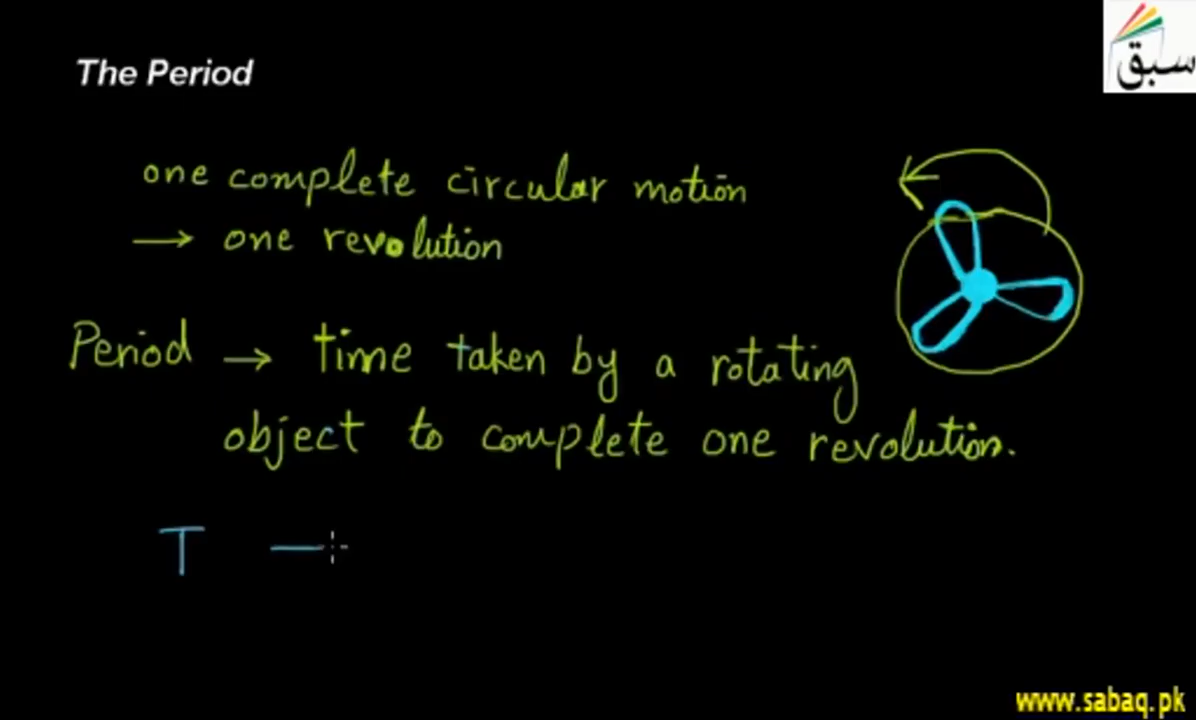 سبق
The Period
one complete circular motion
→ one revolution
Period → time taken by a rotating
object to complete one revolution.
T —
www.sabaq.pk